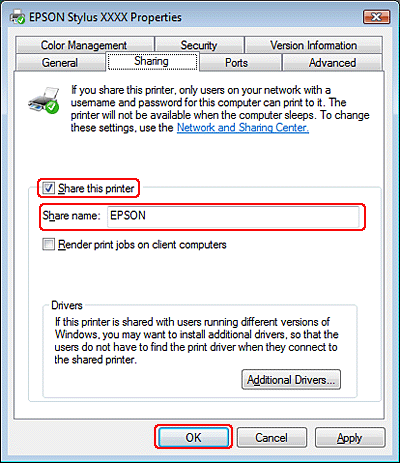 EPSON Stylus XXXX Properties
Color Management Security Version Information
General Sharing Ports Advanced
If you share this printer, only users on your network with a
username and password for this computer can print to it. The
printer will not be available when the computer sleeps. To change
these settings, use the Network and Sharing Center.
Share this printer
Share name: EPSON
Render print jobs on client computers
Drivers
If this printer is shared with users running different versions of
Windows, you may want to install additional drivers, so that the
users do not have to find the print driver when they connect to
the shared printer.
Additional Drivers...
OK Cancel Apply